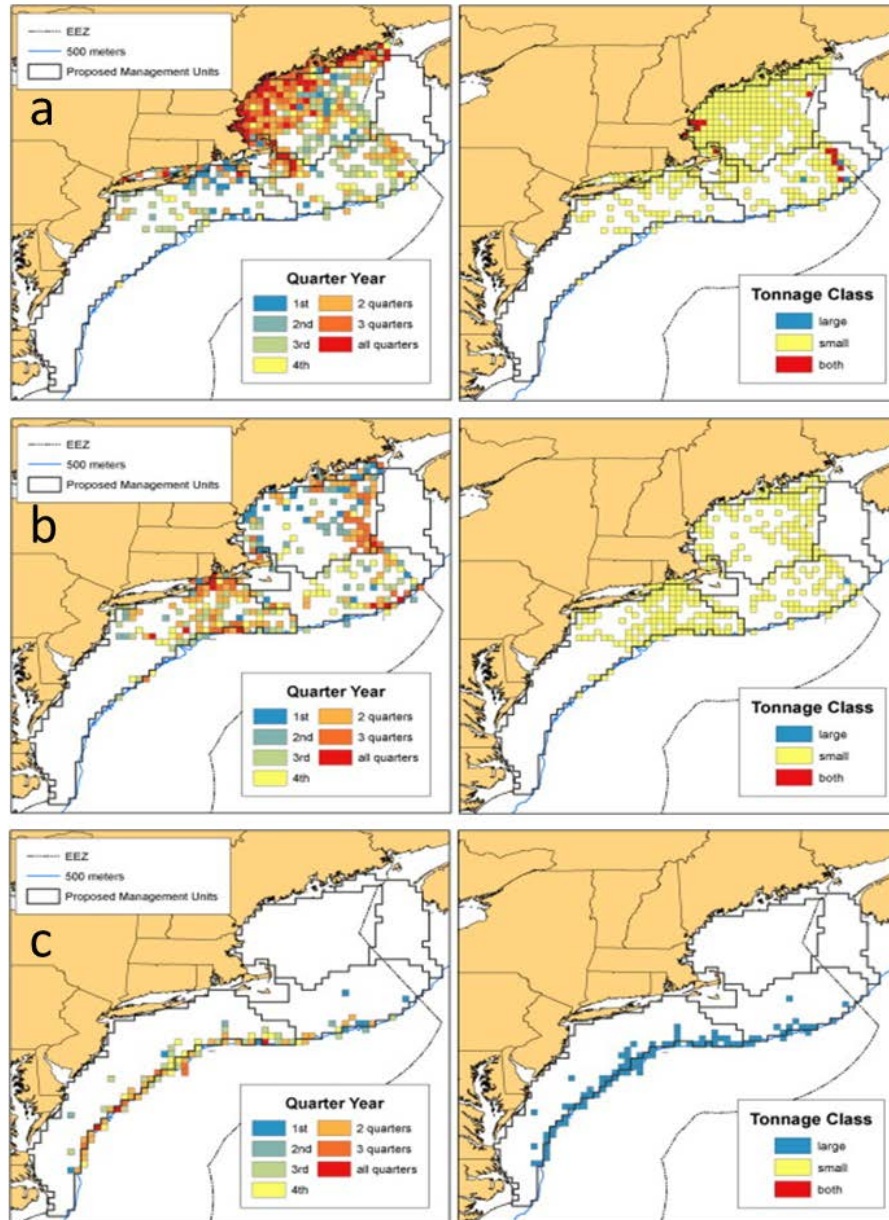 EEZ
500 meters
Proposed Management Units
a
Quarter Year
1st
2 quarters
2nd
3 quarters
3rd
all quarters
4th
Tonnage Class
large
small
both
EEZ
500 meters
Proposed Management Units
b
Quarter Year
1st
2 quarters
2nd
3 quarters
3rd
all quarters
4th
Tonnage Class
large
small
both
EEZ
500 meters
Proposed Management Units
c
Quarter Year
1st
2 quarters
2nd
3 quarters
3rd
all quarters
4th
Tonnage Class
large
small
both